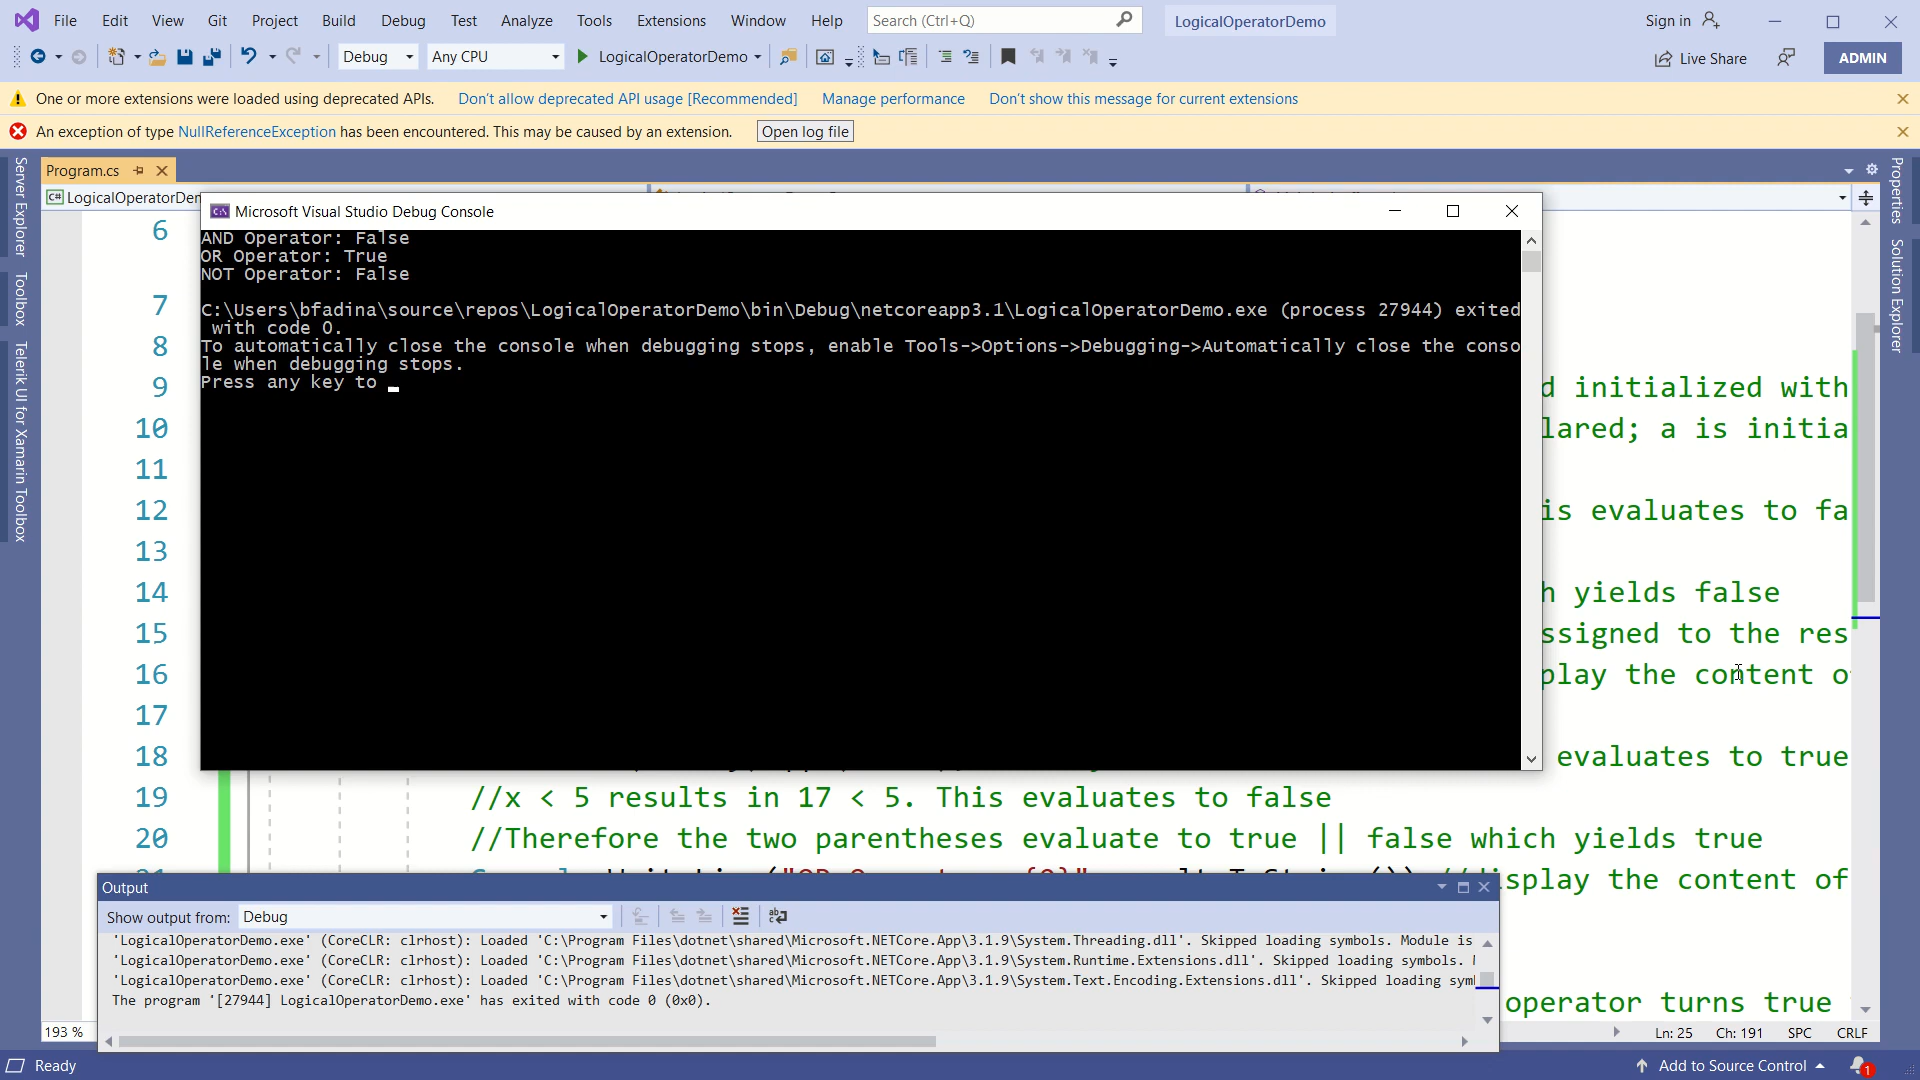 File Edit View Git Project Build Debug Test Analyze Tools Extensions Window Help Search (Ctrl+Q) LogicalOperatorDemo Sign in
Debug Any CPU LogicalOperatorDemo Live Share ADMIN
One or more extensions were loaded using deprecated APIs. Don't allow deprecated API usage [Recommended] Manage performance Don't show this message for current extensions
An exception of type NullReferenceException has been encountered. This may be caused by an extension. Open log file
Server Explorer
Toolbox
Telerik UI for Xamarin Toolbox
Program.cs
C# LogicalOperatorDem
Properties
Solution Explorer
Microsoft Visual Studio Debug Console
AND Operator: False
OR Operator: True
NOT Operator: False
C:\Users\bfadina\source\repos\LogicalOperatorDemo\bin\Debug\netcoreapp3.1\LogicalOperatorDemo.exe (process 27944) exited
with code 0.
To automatically close the console when debugging stops, enable Tools->Options->Debugging->Automatically close the conso
le when debugging stops.
Press any key to
6
7
8
9 d initialized with
10 lared; a is initia
11
12 is evaluates to fa
13
14 h yields false
15 ssigned to the res
16 play the content o
17
18 evaluates to true
19 //x < 5 results in 17 < 5. This evaluates to false
20 //Therefore the two parentheses evaluate to true || false which yields true
splay the content of
operator turns true
Output
Show output from: Debug
'LogicalOperatorDemo.exe' (CoreCLR: clrhost): Loaded 'C:\Program Files\dotnet\shared\Microsoft.NETCore.App\3.1.9\System.Threading.dll'. Skipped loading symbols. Module is
'LogicalOperatorDemo.exe' (CoreCLR: clrhost): Loaded 'C:\Program Files\dotnet\shared\Microsoft.NETCore.App\3.1.9\System.Runtime.Extensions.dll'. Skipped loading symbols.
'LogicalOperatorDemo.exe' (CoreCLR: clrhost): Loaded 'C:\Program Files\dotnet\shared\Microsoft.NETCore.App\3.1.9\System.Text.Encoding.Extensions.dll'. Skipped loading sym
The program '[27944] LogicalOperatorDemo.exe' has exited with code 0 (0x0).
193 % Ln: 25 Ch: 191 SPC CRLF
Ready Add to Source Control 1